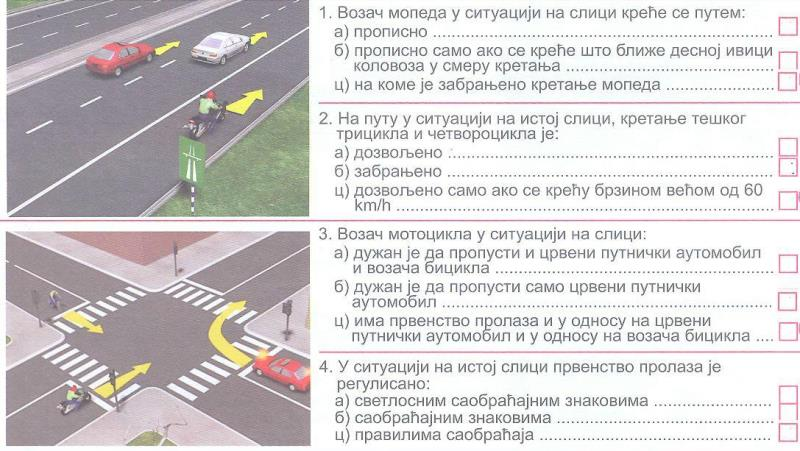 1. Возач мопеда у ситуацији на слици креће се путем:
а) прописно
б) прописно само ако се креће што ближе десној ивици
коловоза у смеру кретања
ц) на коме је забрањено кретање мопеда
2. На путу у ситуацији на истој слици, кретање тешког
трицикла и четвороцикла је:
а) дозвољено
б) забрањено
ц) дозвољено само ако се крећу брзином већом од 60
km/h
3. Возач мотоцикла у ситуацији на слици:
а) дужан је да пропусти и црвени путнички аутомобил
и возача бицикла
б) дужан је да пропусти само црвени путнички
аутомобил
ц) има првенство пролаза и у односу на црвени
путнички аутомобил и у односу на возача бицикла
4. У ситуацији на истој слици првенство пролаза је
регулисано:
а) светлосним саобраћајним знаковима
б) саобраћајним знаковима
ц) правилима саобраћаја